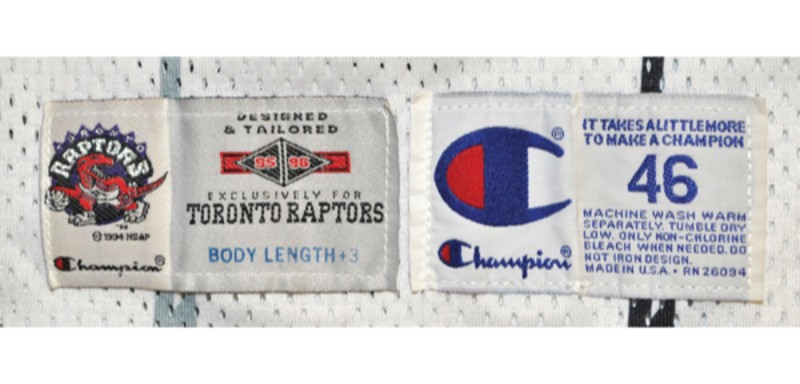 TORONTO
RAPTORS
TM
© 1994 NBAP
Champion
DESIGNED
& TAILORED
95 96
EXCLUSIVELY FOR
TORONTO RAPTORS
BODY LENGTH +3
®
Champion®
IT TAKES A LITTLE MORE
TO MAKE A CHAMPION
46
MACHINE WASH WARM
SEPARATELY. TUMBLE DRY
LOW. ONLY NON-CHLORINE
BLEACH WHEN NEEDED. DO
NOT IRON DESIGN.
MADE IN U.S.A. • RN 26094